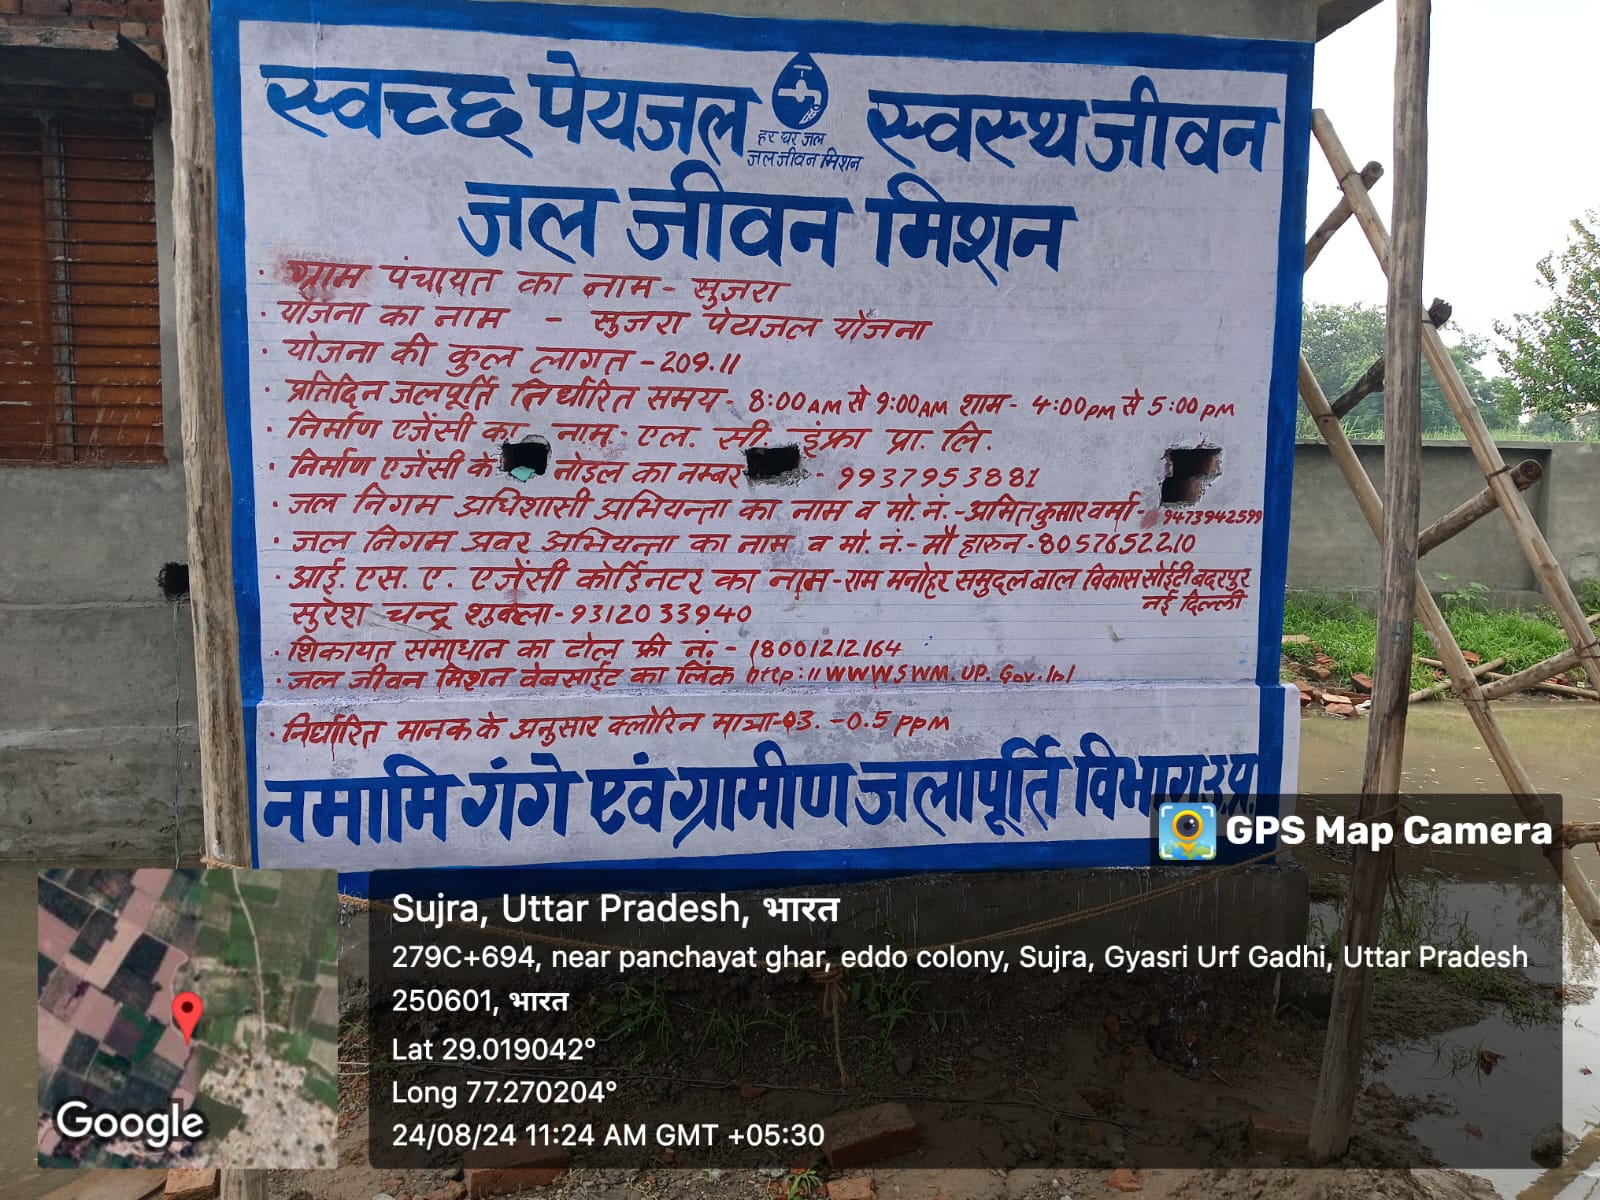 स्वच्छ पेयजल स्वस्थ जीवन
हर घर जल
जल जीवन मिशन
जल जीवन मिशन
· ग्राम पंचायत का नाम - सुजरा
· योजना का नाम - सुजरा पेयजल योजना
· योजना की कुल लागत - 209.11
· प्रतिदिन जलपूर्ति निर्धारित समय - 8:00 AM से 9:00 AM शाम - 4:00 PM से 5:00 PM
· निर्माण एजेंसी का नाम - एल. सी. इंफ्रा प्रा. लि.
· निर्माण एजेंसी के नोडल का नम्बर - 9937953881
· जल निगम अधिशासी अभियन्ता का नाम व मो. नं. - अमित कुमार वर्मा - 9473942599
· जल निगम अवर अभियन्ता का नाम व मो. नं. - मौ हारुन - 8057652210
· आई. एस. ए. एजेंसी कोर्डिनटर का नाम - राम मनोहर समुदल बाल विकास सोईटी बदरपुर
नई दिल्ली
सुरेश चन्द्र शुक्ला - 9312033940
· शिकायत समाधान का टोल फ्री नं. - 18001212164
· जल जीवन मिशन वेबसाईट का लिंक http://WWW.SWM.UP.Gov.In/
· निर्धारित मानक के अनुसार क्लोरिन मात्रा - 03. - 0.5 PPM
नमामि गंगे एवं ग्रामीण जलापूर्ति विभाग उ.प्र.
GPS Map Camera
Sujra, Uttar Pradesh, भारत
279C+694, near panchayat ghar, eddo colony, Sujra, Gyasri Urf Gadhi, Uttar Pradesh
250601, भारत
Lat 29.019042°
Long 77.270204°
24/08/24 11:24 AM GMT +05:30
Google